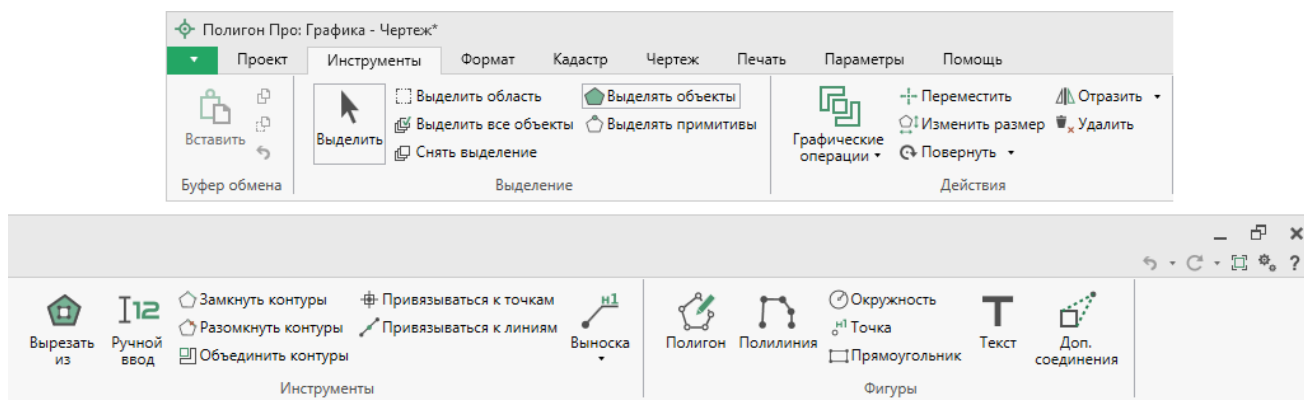 Полигон Про: Графика - Чертеж*
Проект Инструменты Формат Кадастр Чертеж Печать Параметры Помощь
Вставить
Буфер обмена
Выделить
Выделить область
Выделить все объекты
Снять выделение
Выделять объекты
Выделять примитивы
Выделение
Графические
операции
Переместить
Изменить размер
Повернуть
Отразить
Удалить
Действия
?
Вырезать
из
Ручной
ввод
Замкнуть контуры
Разомкнуть контуры
Объединить контуры
Привязываться к точкам
Привязываться к линиям
н1
Выноска
Инструменты
Полигон
Полилиния
Окружность
н1 Точка
Прямоугольник
Текст
Доп.
соединения
Фигуры